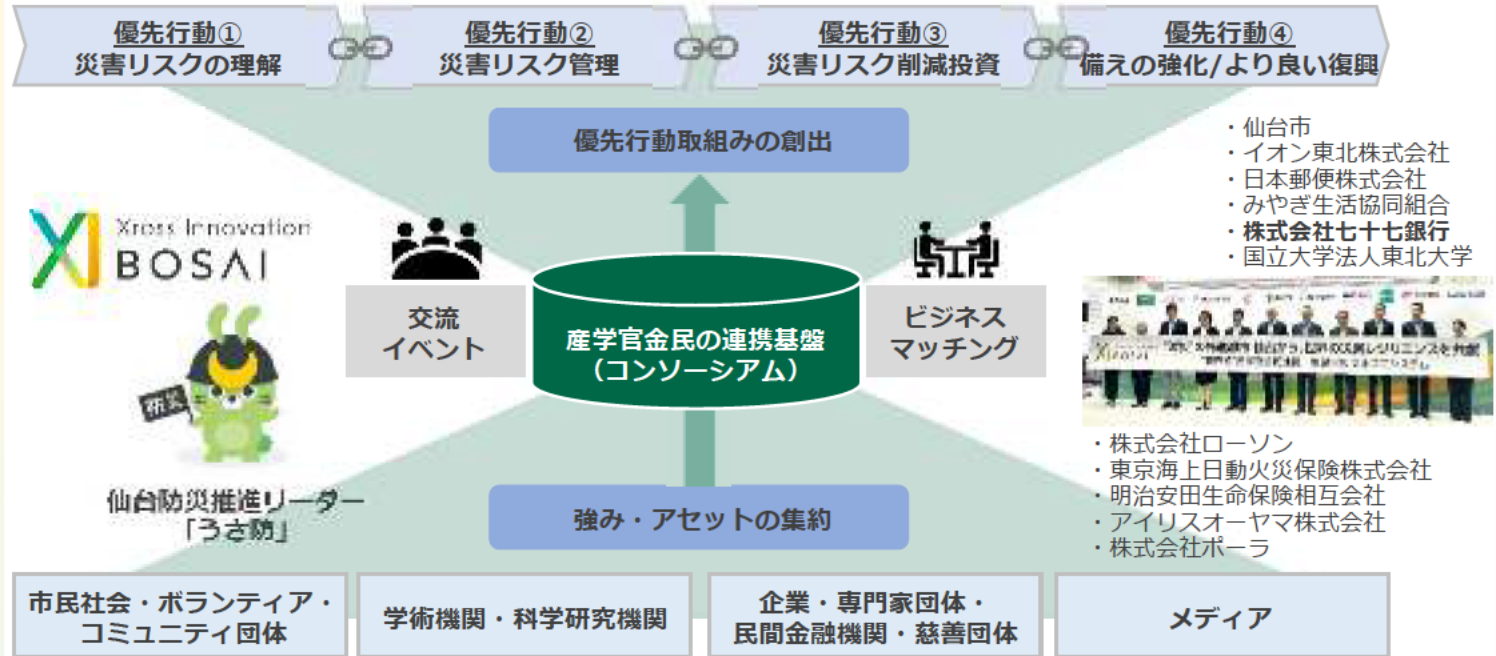 優先行動①
災害リスクの理解
優先行動②
災害リスク管理
優先行動③
災害リスク削減投資
優先行動④
備えの強化/より良い復興
優先行動取組みの創出
・仙台市
・イオン東北株式会社
・日本郵便株式会社
・みやぎ生活協同組合
・株式会社七十七銀行
・国立大学法人東北大学
XI
Xross Innovation
BOSAI
交流
イベント
産学官金民の連携基盤
（コンソーシアム）
ビジネス
マッチング
防災
仙台防災推進リーダー
「うさ防」
・株式会社ローソン
・東京海上日動火災保険株式会社
・明治安田生命保険相互会社
・アイリスオーヤマ株式会社
・株式会社ポーラ
強み・アセットの集約
市民社会・ボランティア・
コミュニティ団体
学術機関・科学研究機関
企業・専門家団体・
民間金融機関・慈善団体
メディア